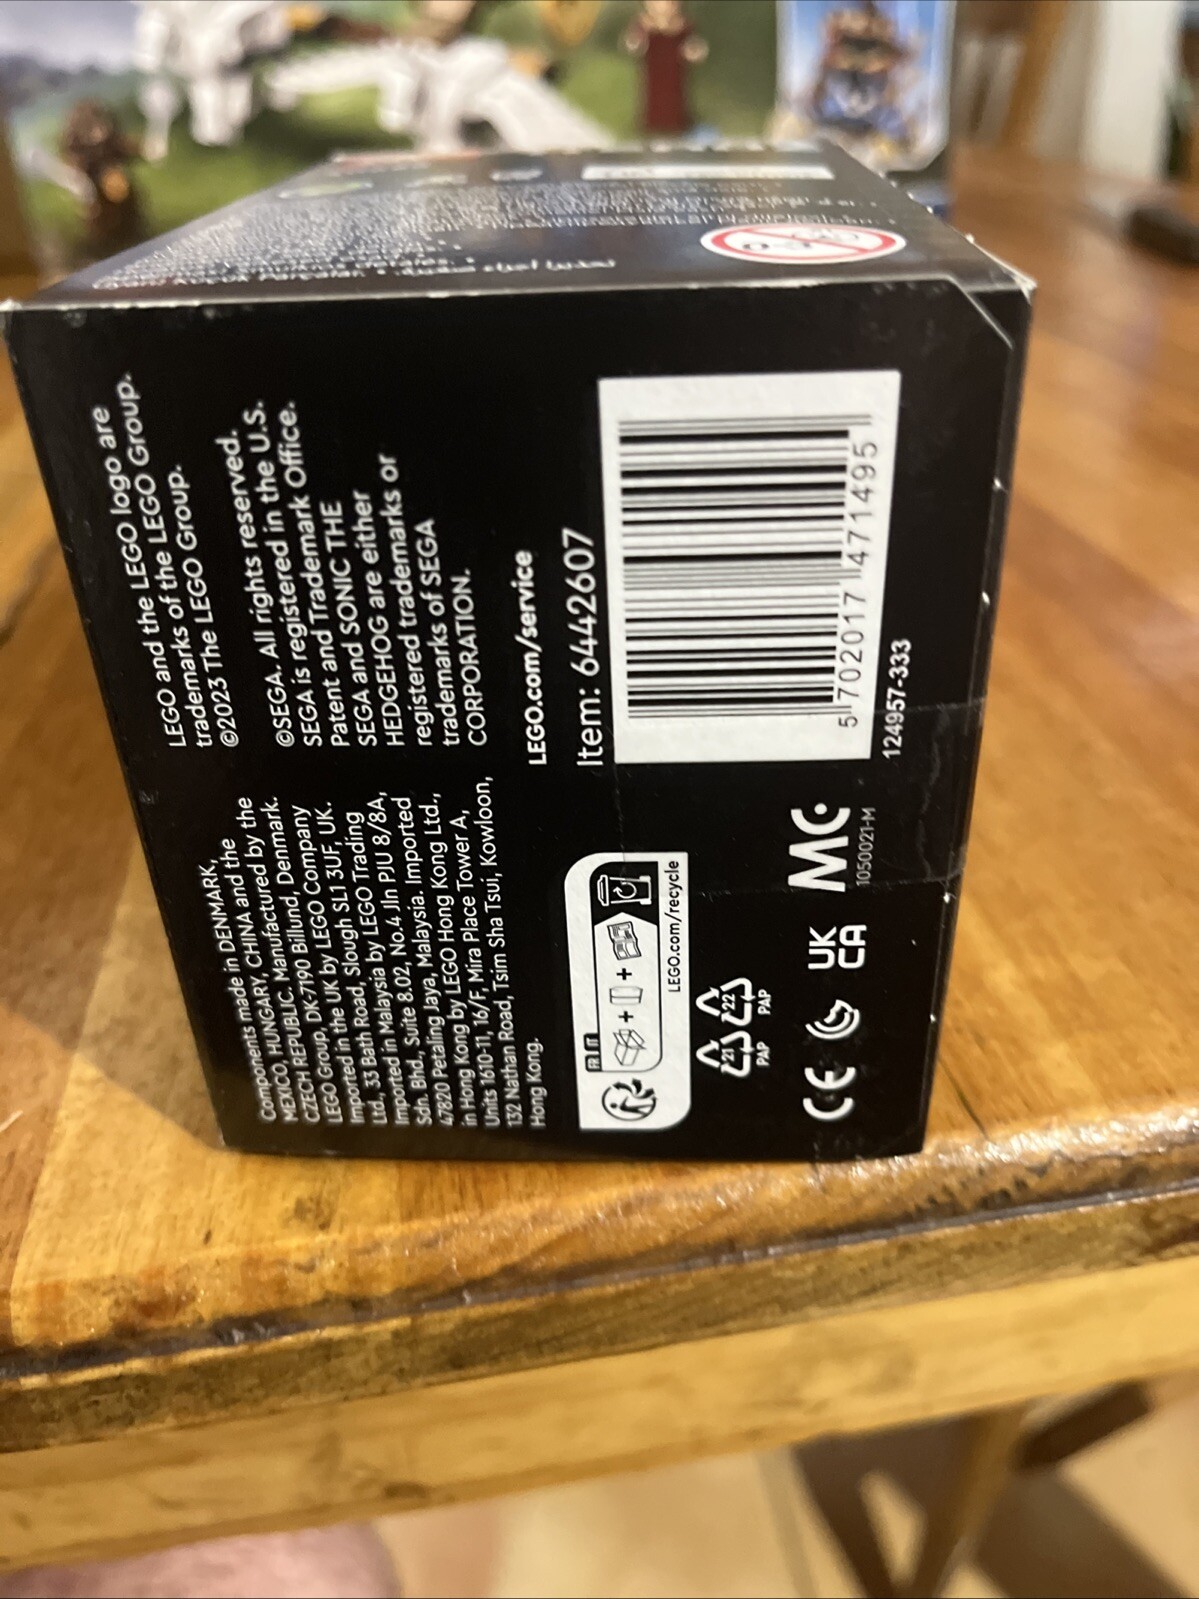 تحذير! أجزاء صغيرة.
LEGO and the LEGO logo are
trademarks of the LEGO Group.
©2023 The LEGO Group.
©SEGA. All rights reserved.
SEGA is registered in the U.S.
Patent and Trademark Office.
SEGA and SONIC THE
HEDGEHOG are either
registered trademarks or
trademarks of SEGA
CORPORATION.
LEGO.com/service
Item: 6442607
5 702017 471495
124957-333
Components made in DENMARK,
MEXICO, HUNGARY, CHINA and the
CZECH REPUBLIC. Manufactured by the
LEGO Group, DK-7190 Billund, Denmark.
Imported in the UK by LEGO Company
Ltd., 33 Bath Road, Slough SL1 3UF, UK.
Imported in Malaysia by LEGO Trading
Sdn. Bhd., Suite 8.02, No.4 Jln PJU 8/8A,
47820 Petaling Jaya, Malaysia. Imported
in Hong Kong by LEGO Hong Kong Ltd.,
Units 1610-11, 16/F, Mira Place Tower A,
132 Nathan Road, Tsim Sha Tsui, Kowloon,
Hong Kong.
FR IT
LEGO.com/recycle
21 PAP
22 PAP
CE
UK
CA
MC
1050021-M